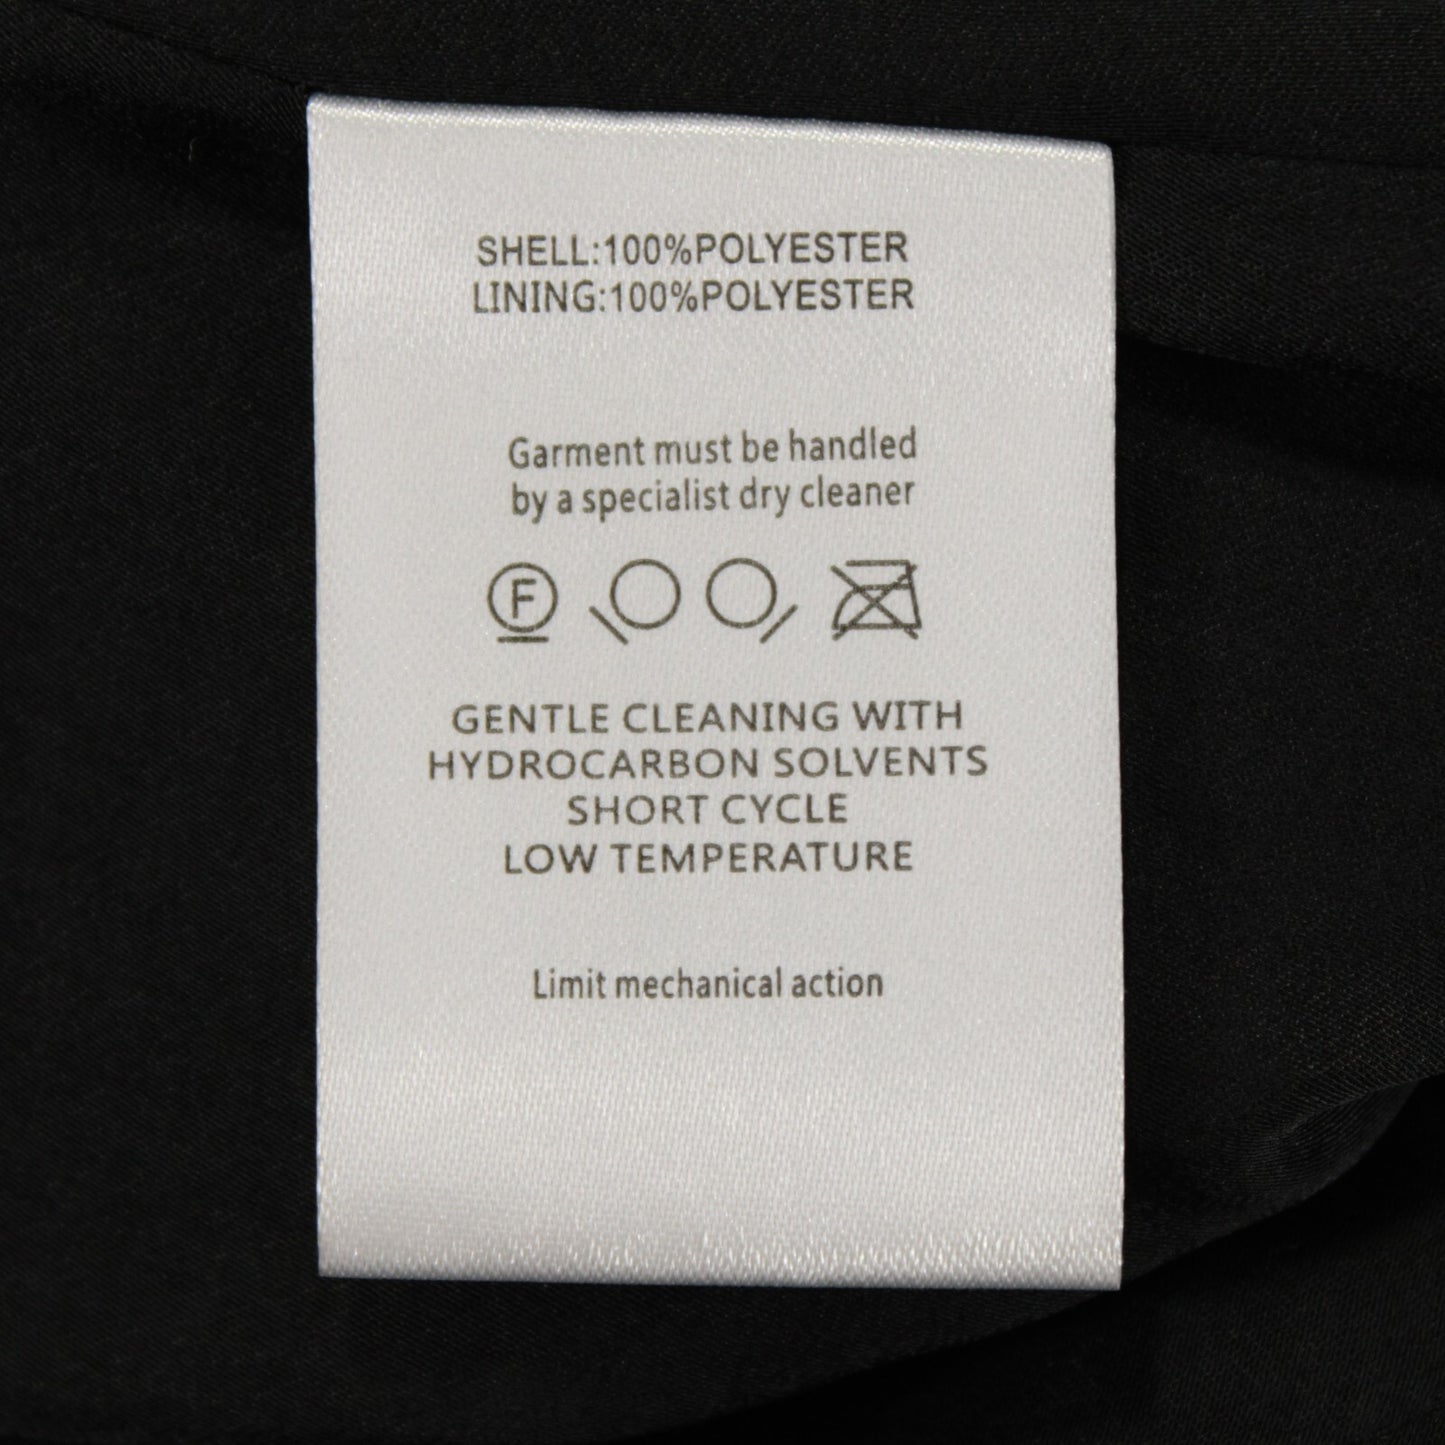 SHELL:100%POLYESTER
LINING:100%POLYESTER
Garment must be handled
by a specialist dry cleaner
F
GENTLE CLEANING WITH
HYDROCARBON SOLVENTS
SHORT CYCLE
LOW TEMPERATURE
Limit mechanical action